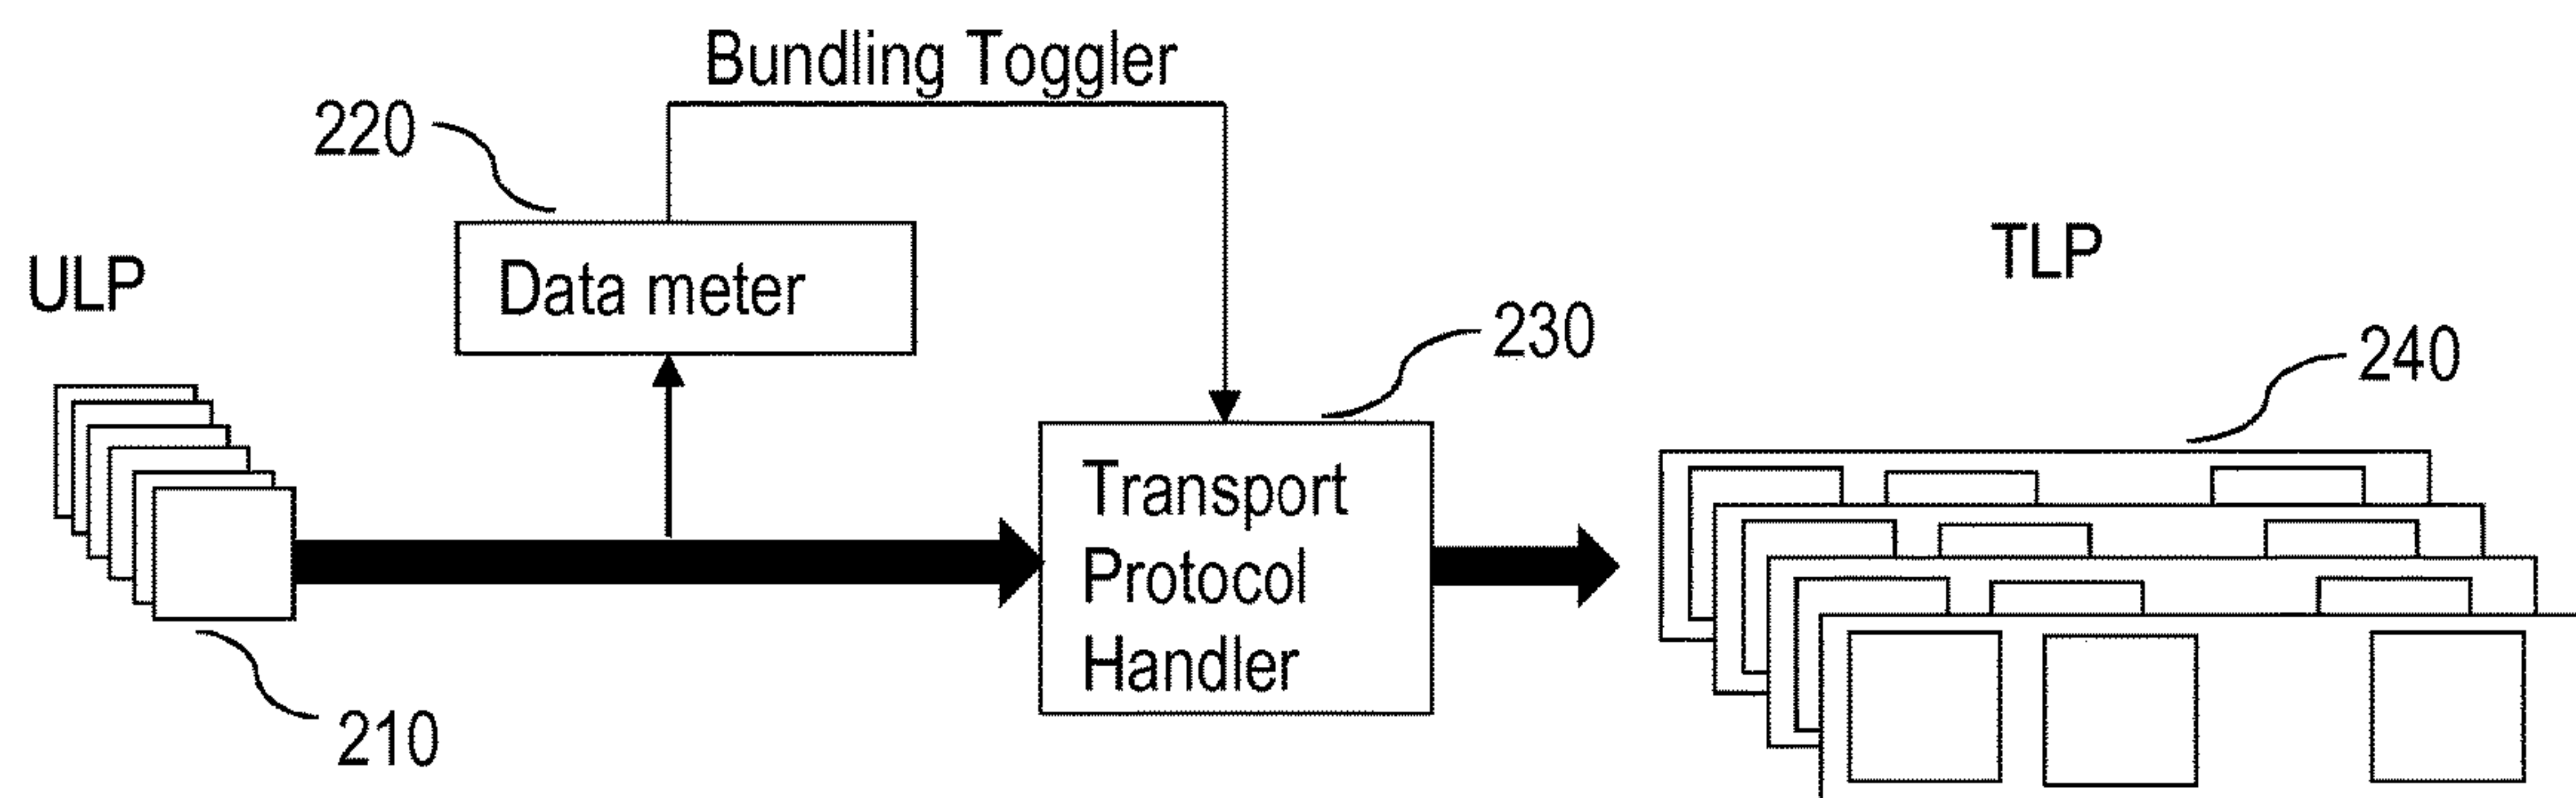 Bundling Toggler
220
ULP
Data meter
TLP
230
240
Transport
Protocol
Handler
210